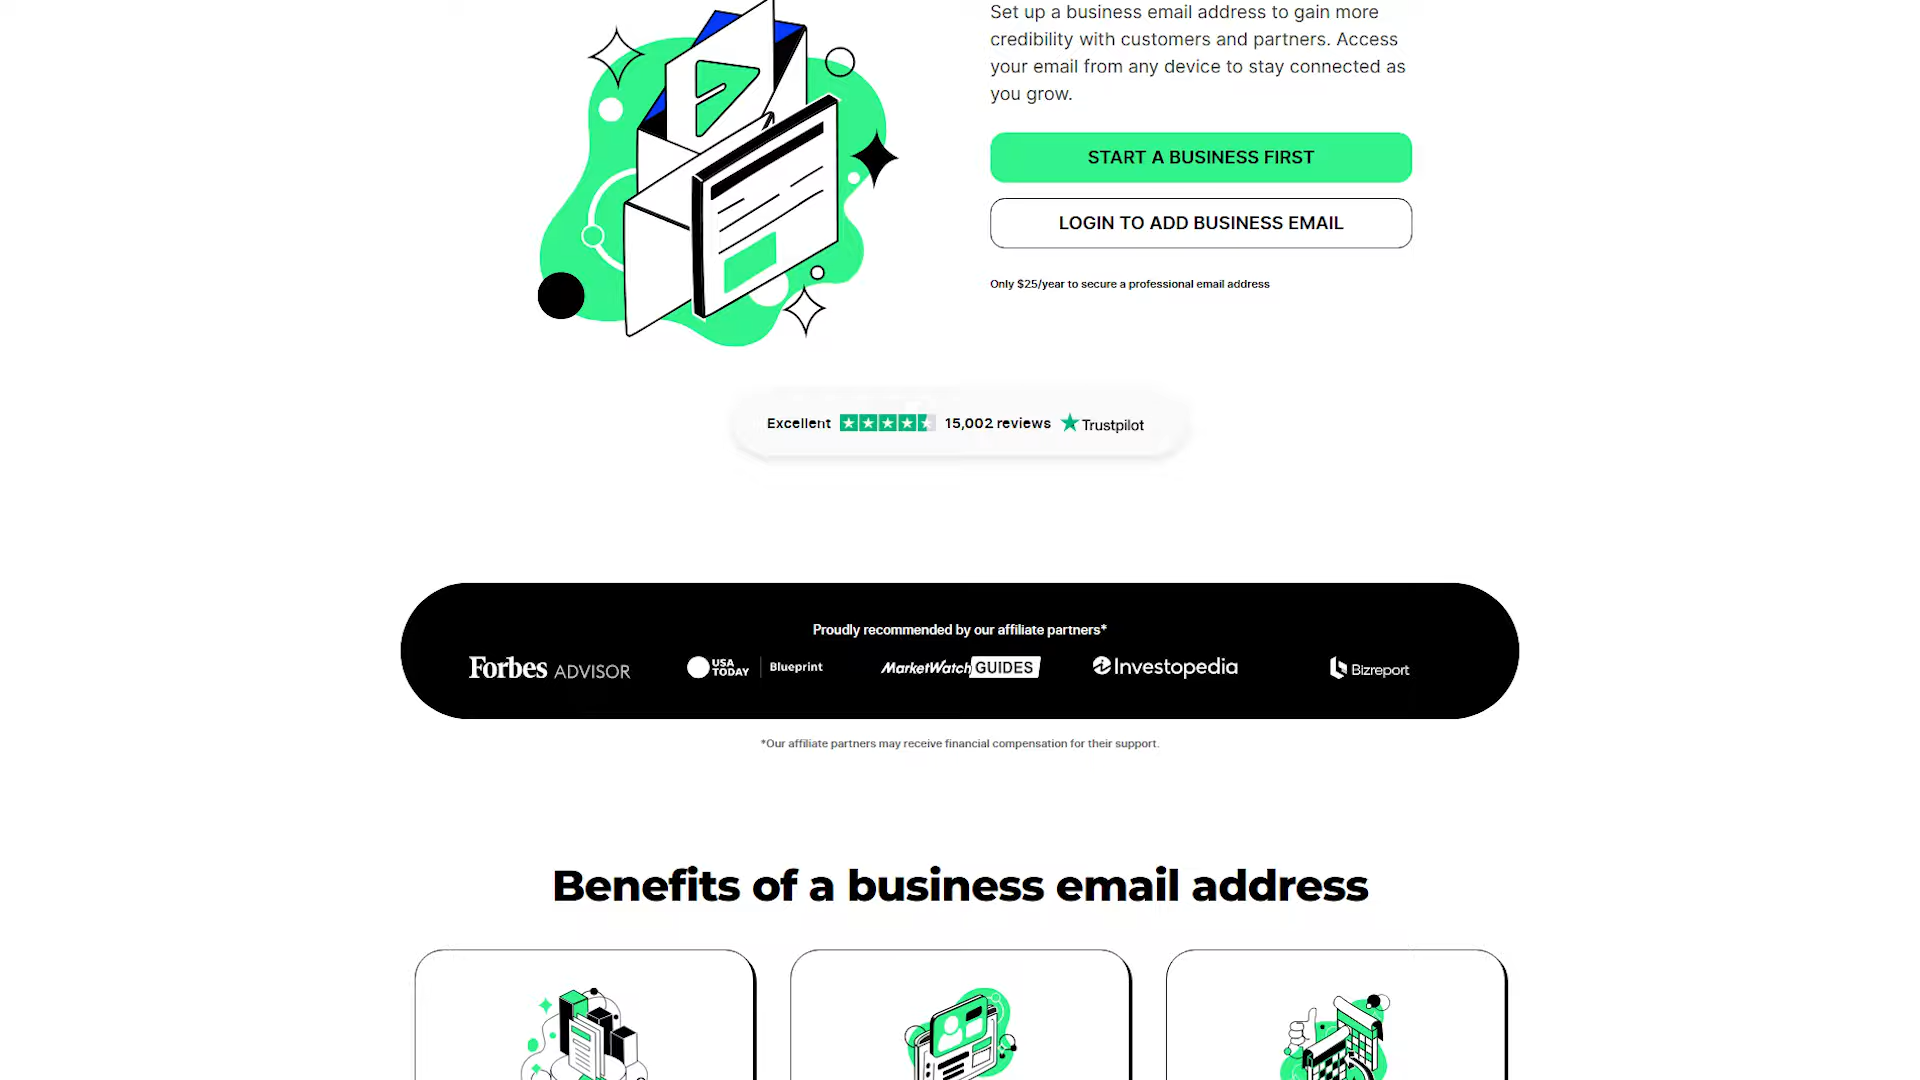 Set up a business email address to gain more
credibility with customers and partners. Access
your email from any device to stay connected as
you grow.
START A BUSINESS FIRST
LOGIN TO ADD BUSINESS EMAIL
Only $25/year to secure a professional email address
Excellent 15,002 reviews Trustpilot
Proudly recommended by our affiliate partners*
Forbes ADVISOR USA TODAY Blueprint MarketWatch GUIDES Investopedia Bizreport
*Our affiliate partners may receive financial compensation for their support.
Benefits of a business email address